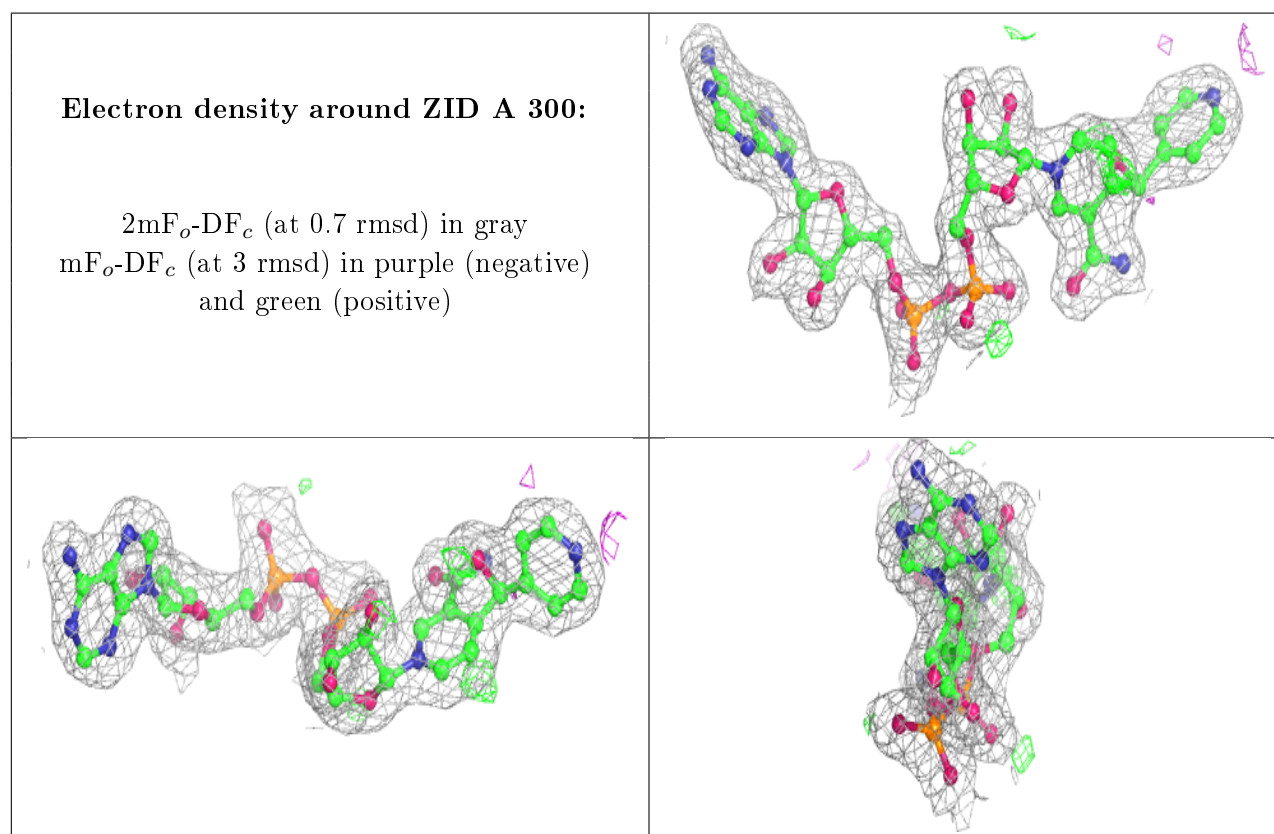 Electron density around ZID A 300:
2mFₒ-DF𝑐 (at 0.7 rmsd) in gray
mFₒ-DF𝑐 (at 3 rmsd) in purple (negative)
and green (positive)